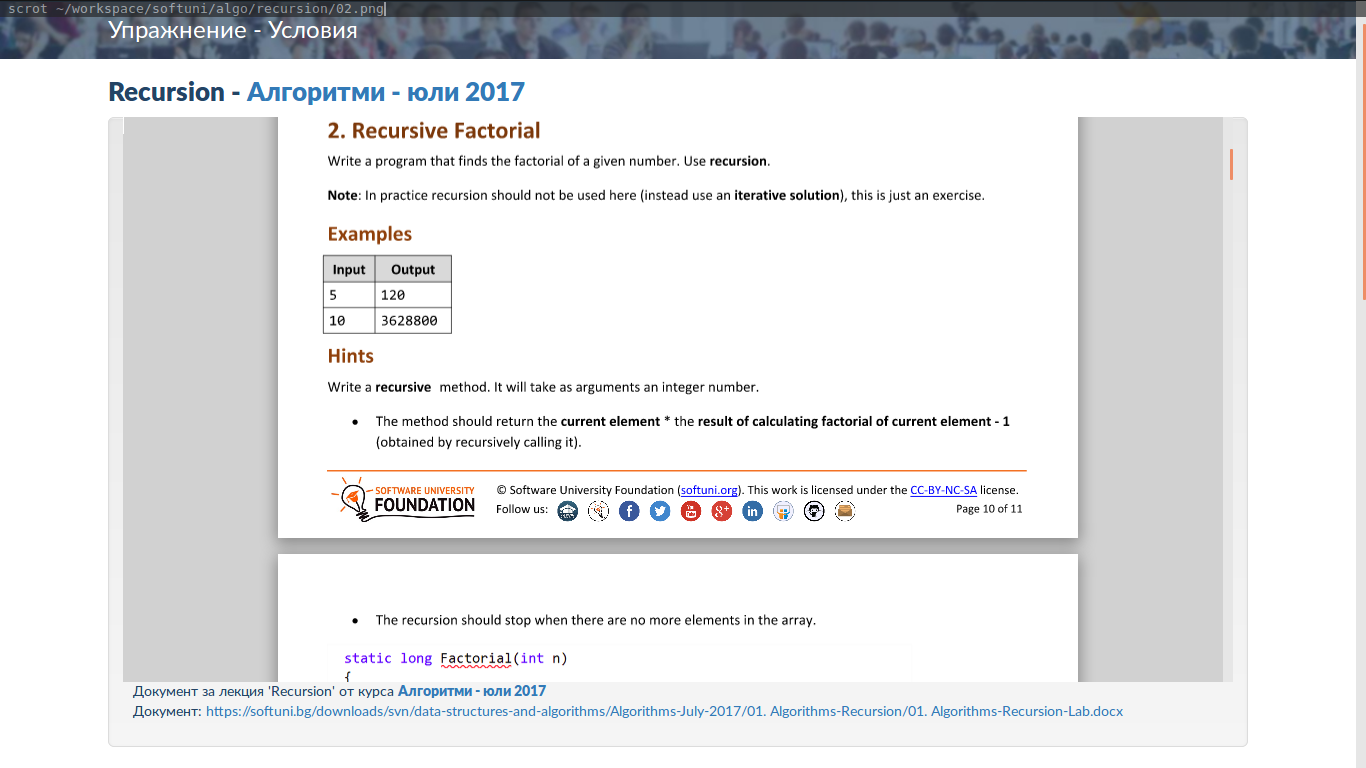 scrot ~/workspace/softuni/algo/recursion/02.png
Упражнение - Условия
Recursion - Алгоритми - юли 2017
2. Recursive Factorial
Write a program that finds the factorial of a given number. Use recursion.
Note: In practice recursion should not be used here (instead use an iterative solution), this is just an exercise.
Examples
Input Output
5 120
10 3628800
Hints
Write a recursive method. It will take as arguments an integer number.
• The method should return the current element * the result of calculating factorial of current element - 1
(obtained by recursively calling it).
SOFTWARE UNIVERSITY
FOUNDATION
© Software University Foundation (softuni.org). This work is licensed under the CC-BY-NC-SA license.
Follow us:
Page 10 of 11
• The recursion should stop when there are no more elements in the array.
static long Factorial(int n)
{
Документ за лекция 'Recursion' от курса Алгоритми - юли 2017
Документ: https://softuni.bg/downloads/svn/data-structures-and-algorithms/Algorithms-July-2017/01. Algorithms-Recursion/01. Algorithms-Recursion-Lab.docx